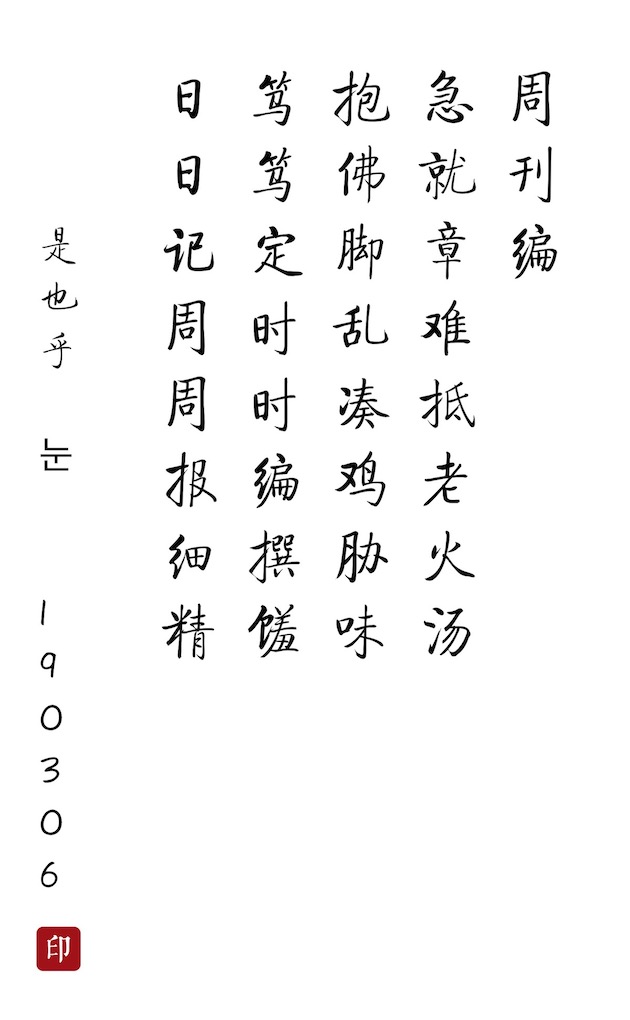 周刊编
急就章难抵老火汤
抱佛脚乱凑鸡胁味
笃笃定时时编撰馐
日日记周周报细精
是也乎 눈 190306
印